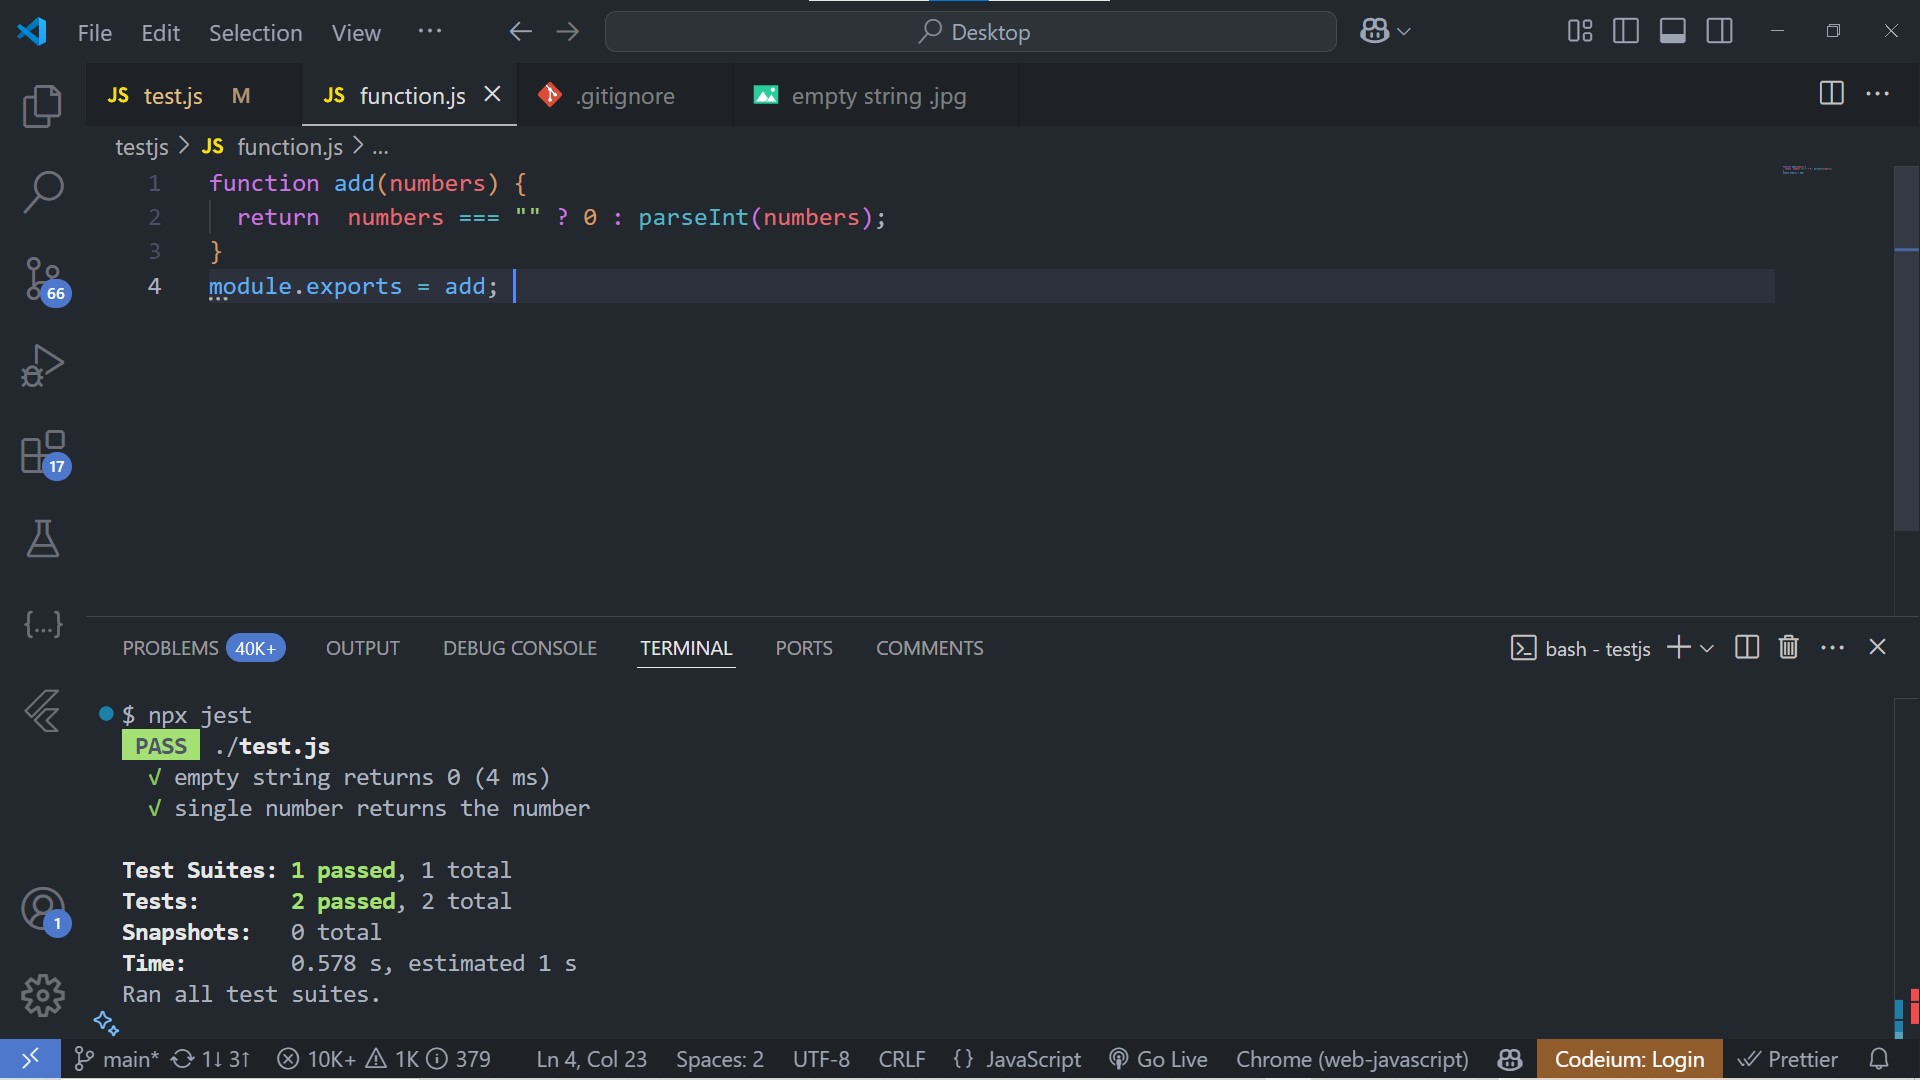 File Edit Selection View ... Desktop
JS test.js M JS function.js .gitignore empty string .jpg
testjs > JS function.js > ...
1 function add(numbers) {
2 return  numbers === "" ? 0 : parseInt(numbers);
3 }
4 module.exports = add;
66
17
1
PROBLEMS 40K+ OUTPUT DEBUG CONSOLE TERMINAL PORTS COMMENTS bash - testjs
$ npx jest
PASS ./test.js
√ empty string returns 0 (4 ms)
√ single number returns the number
Test Suites: 1 passed, 1 total
Tests: 2 passed, 2 total
Snapshots: 0 total
Time: 0.578 s, estimated 1 s
Ran all test suites.
main* 1↓ 3↑ 10K+ 1K 379 Ln 4, Col 23 Spaces: 2 UTF-8 CRLF {} JavaScript Go Live Chrome (web-javascript) Codeium: Login Prettier